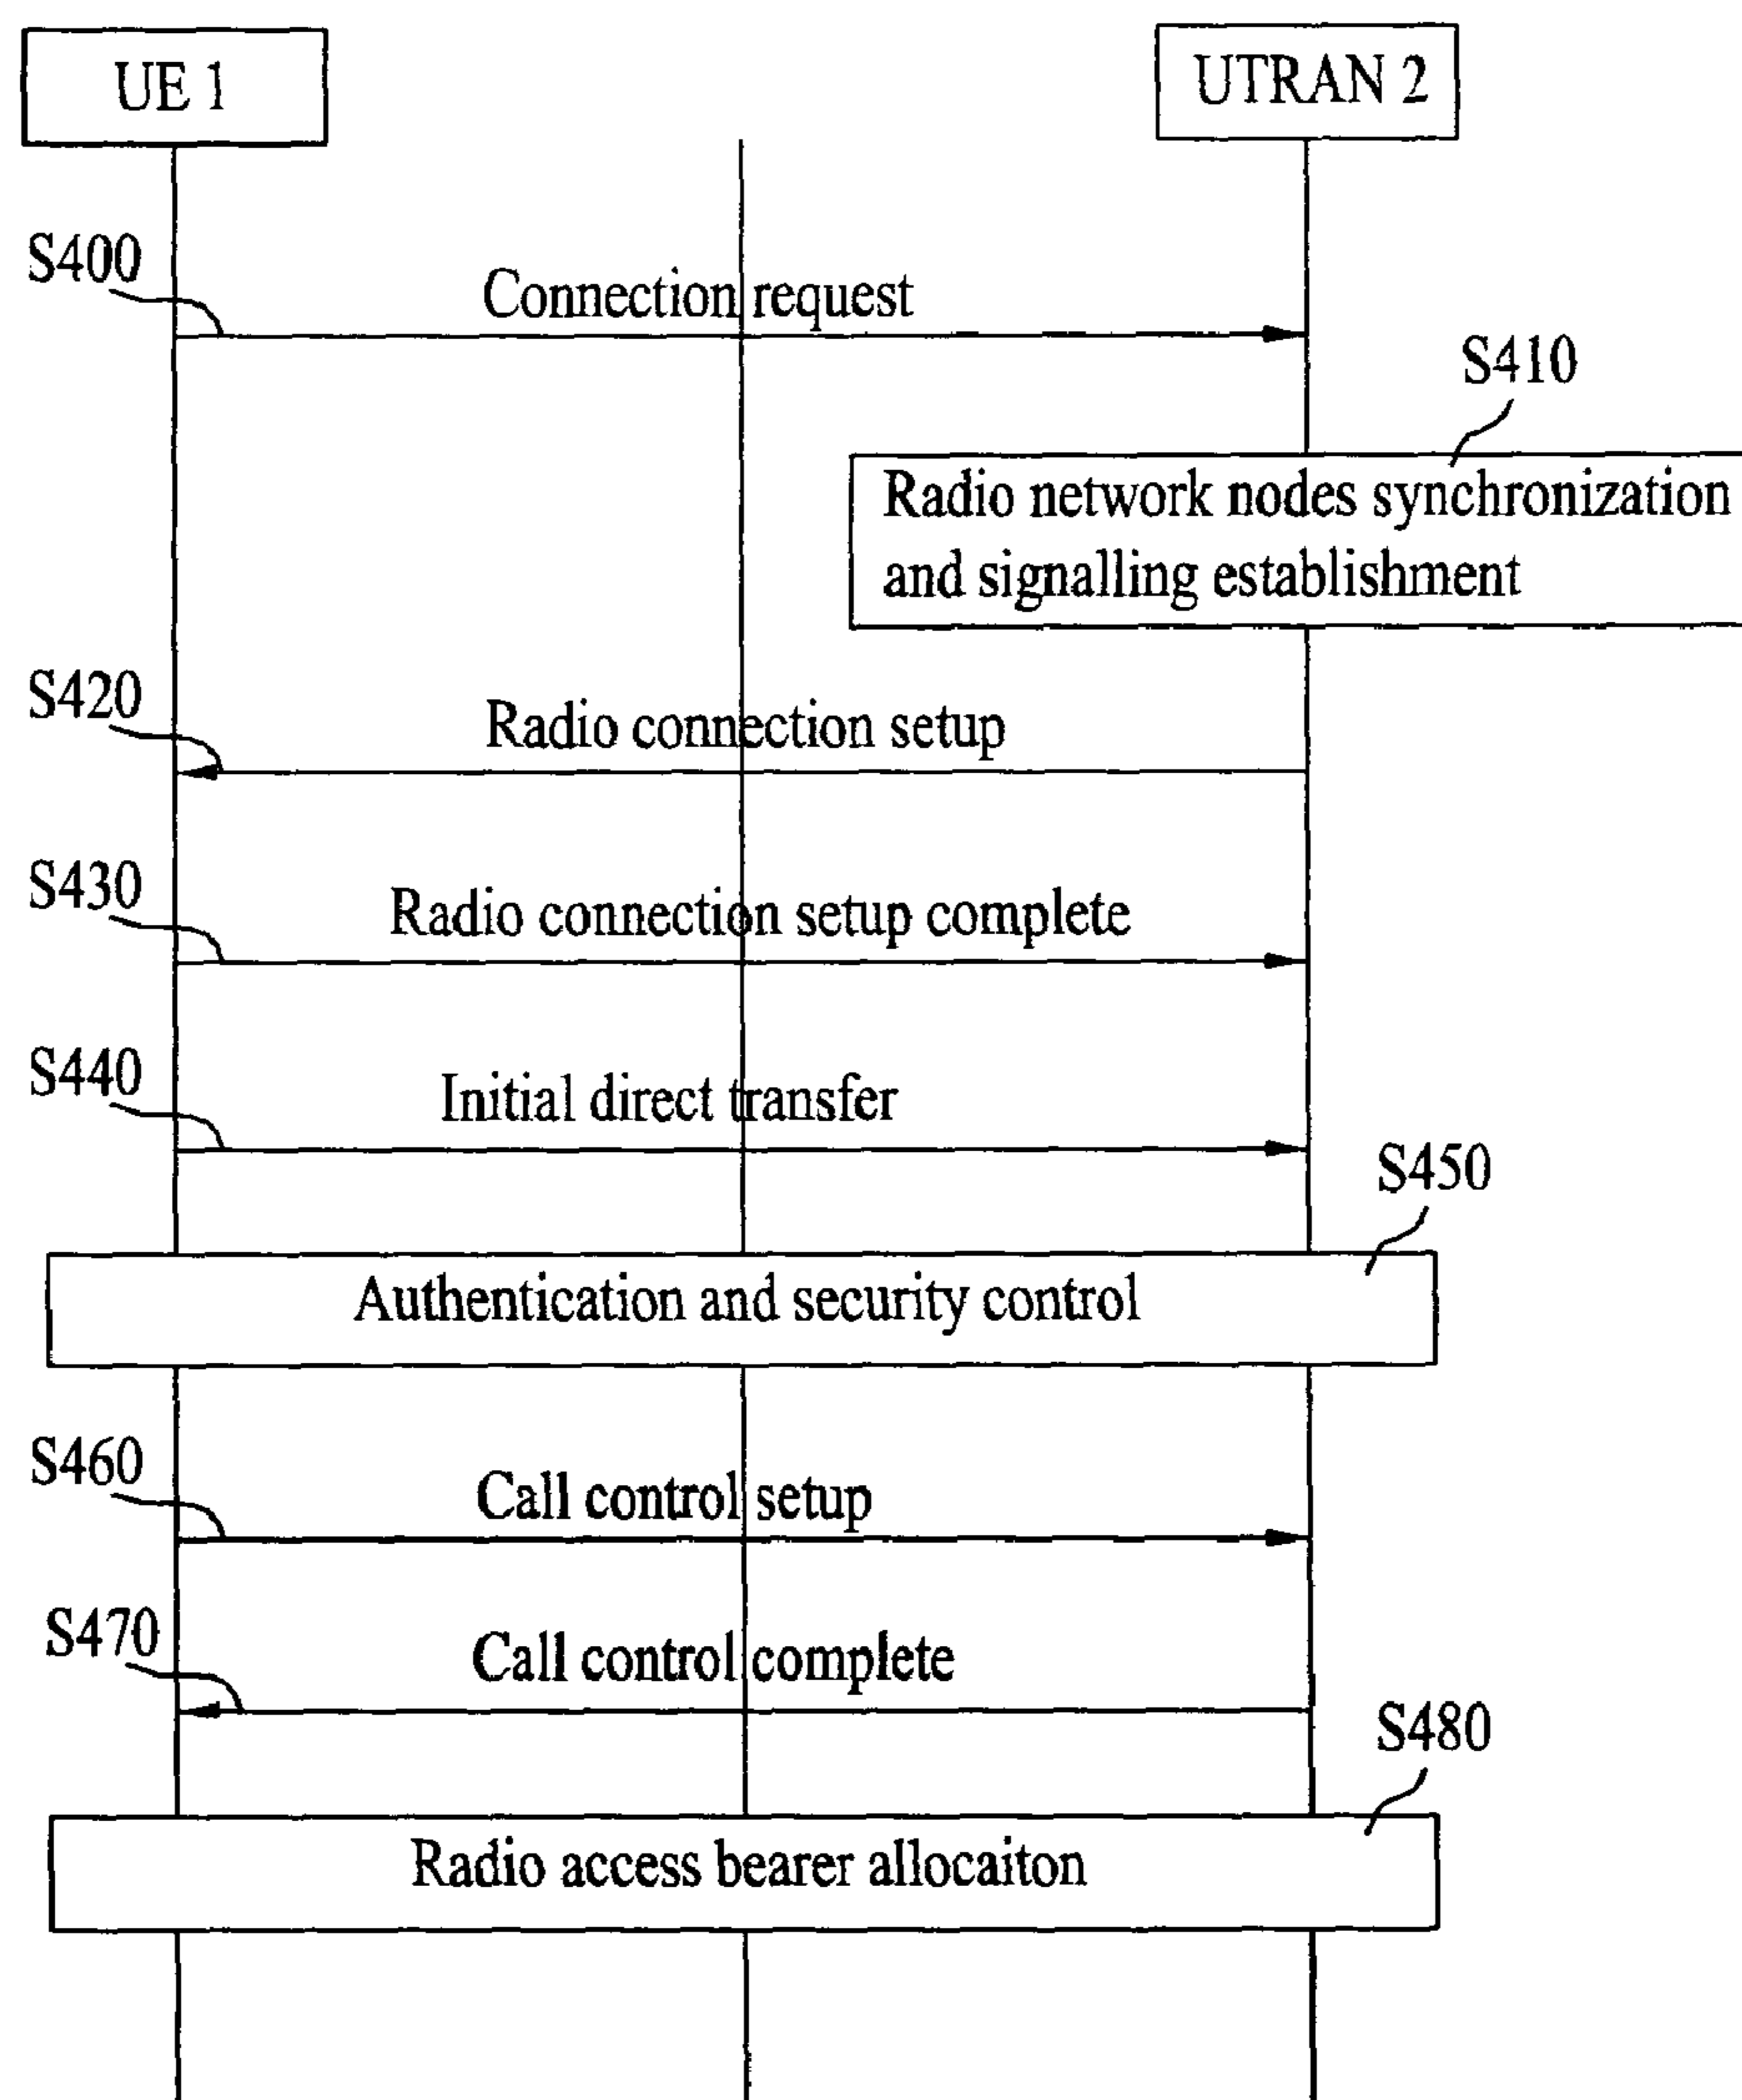 UE 1
UTRAN 2
S400
Connection request
S410
Radio network nodes synchronization
and signalling establishment
S420
Radio connection setup
S430
Radio connection setup complete
S440
Initial direct transfer
S450
Authentication and security control
S460
Call control setup
S470
Call control complete
S480
Radio access bearer allocaiton